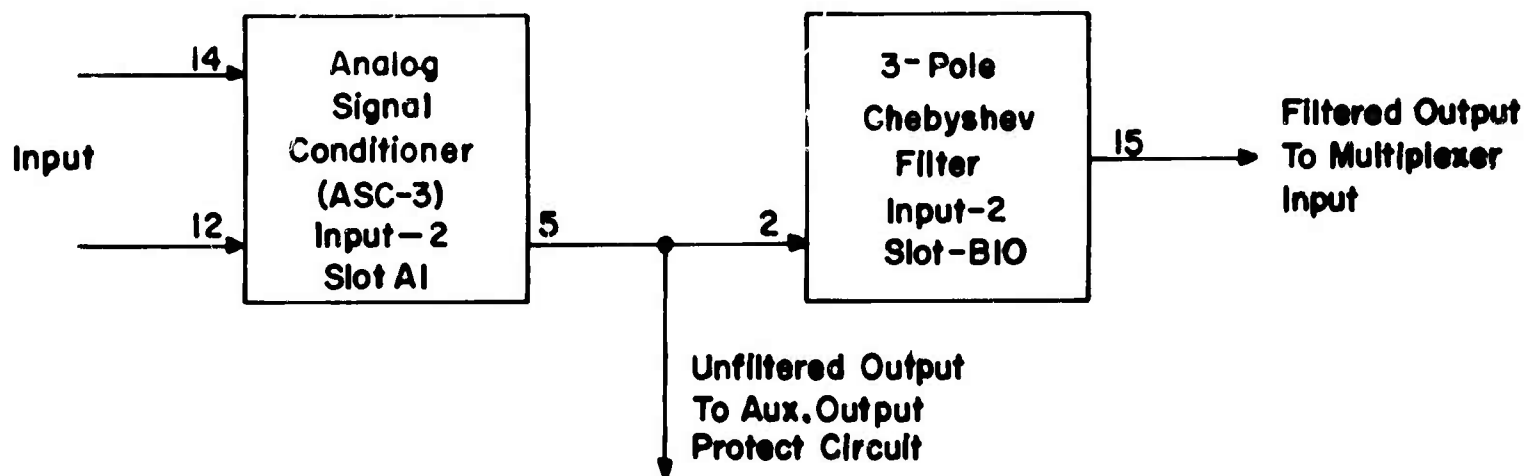 Input
14
12
Analog
Signal
Conditioner
(ASC-3)
Input-2
Slot A1
5
2
3-Pole
Chebyshev
Filter
Input-2
Slot-B10
15
Filtered Output
To Multiplexer
Input
Unfiltered Output
To Aux. Output
Protect Circuit